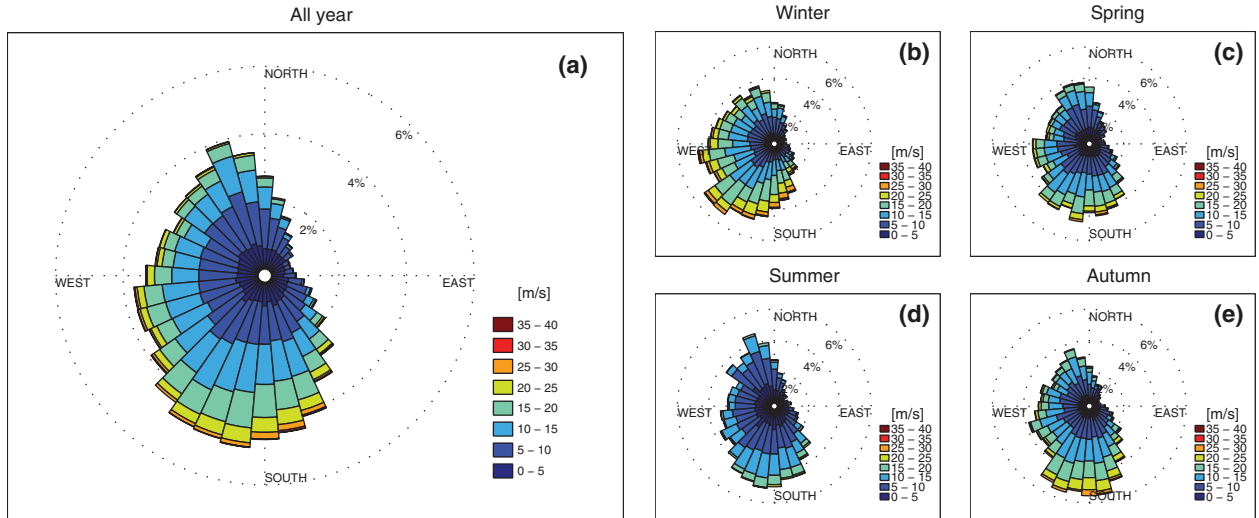 All year
(a)
NORTH
6%
4%
2%
WEST
EAST
SOUTH
[m/s]
35 – 40
30 – 35
25 – 30
20 – 25
15 – 20
10 – 15
5 – 10
0 – 5
Winter
(b)
NORTH
6%
4%
2%
WEST
EAST
SOUTH
[m/s]
35 – 40
30 – 35
25 – 30
20 – 25
15 – 20
10 – 15
5 – 10
0 – 5
Spring
(c)
NORTH
6%
4%
WEST
EAST
SOUTH
[m/s]
35 – 40
30 – 35
25 – 30
20 – 25
15 – 20
10 – 15
5 – 10
0 – 5
Summer
(d)
NORTH
6%
4%
2%
WEST
EAST
SOUTH
[m/s]
35 – 40
30 – 35
25 – 30
20 – 25
15 – 20
10 – 15
5 – 10
0 – 5
Autumn
(e)
NORTH
6%
4%
2%
WEST
EAST
SOUTH
[m/s]
35 – 40
30 – 35
25 – 30
20 – 25
15 – 20
10 – 15
5 – 10
0 – 5